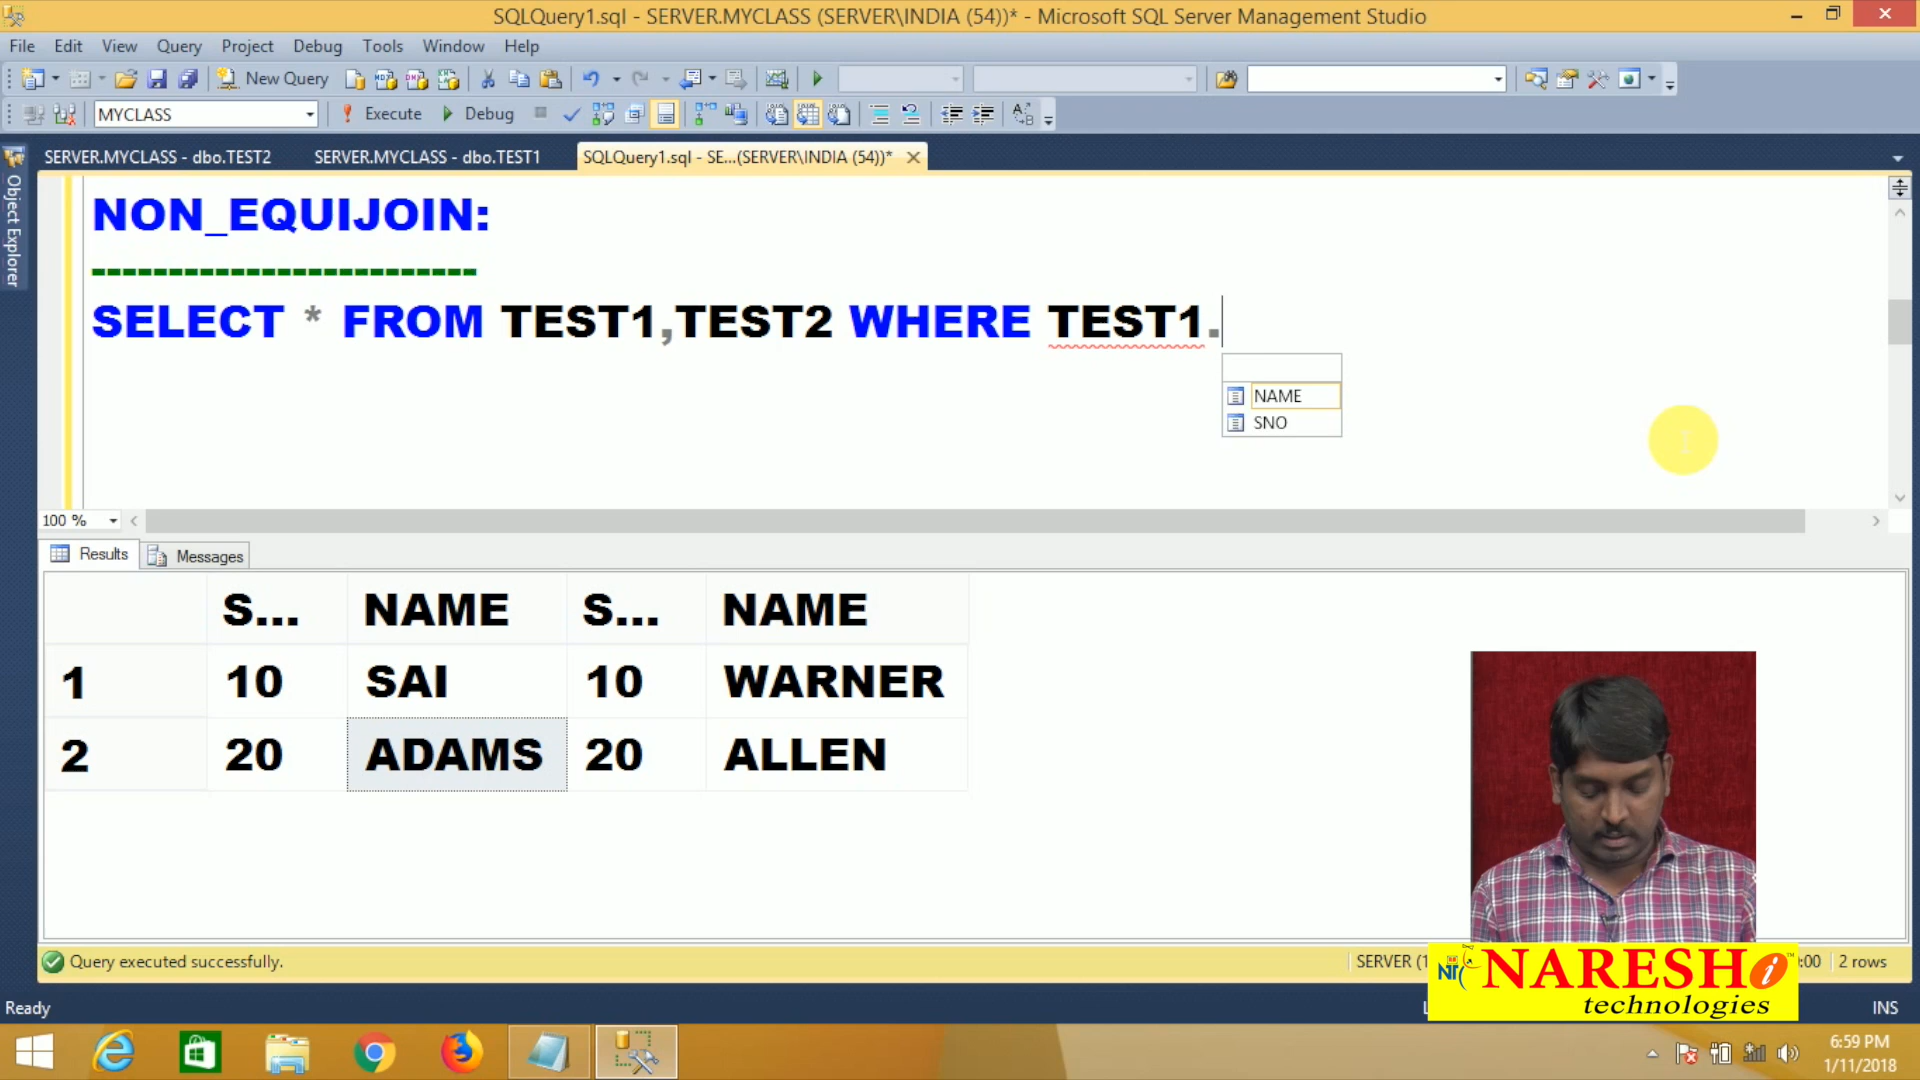 SQLQuery1.sql - SERVER.MYCLASS (SERVER\INDIA (54))* - Microsoft SQL Server Management Studio
File Edit View Query Project Debug Tools Window Help
New Query
MYCLASS Execute Debug
SERVER.MYCLASS - dbo.TEST2 SERVER.MYCLASS - dbo.TEST1 SQLQuery1.sql - SE...(SERVER\INDIA (54))*
Object Explorer
NON_EQUIJOIN:
-------------------------
SELECT * FROM TEST1,TEST2 WHERE TEST1.
NAME
SNO
100 %
Results Messages
S... NAME S... NAME
1 10 SAI 10 WARNER
2 20 ADAMS 20 ALLEN
Query executed successfully. SERVER (1 :00 2 rows
NARESH i
technologies
Ready INS
6:59 PM
1/11/2018